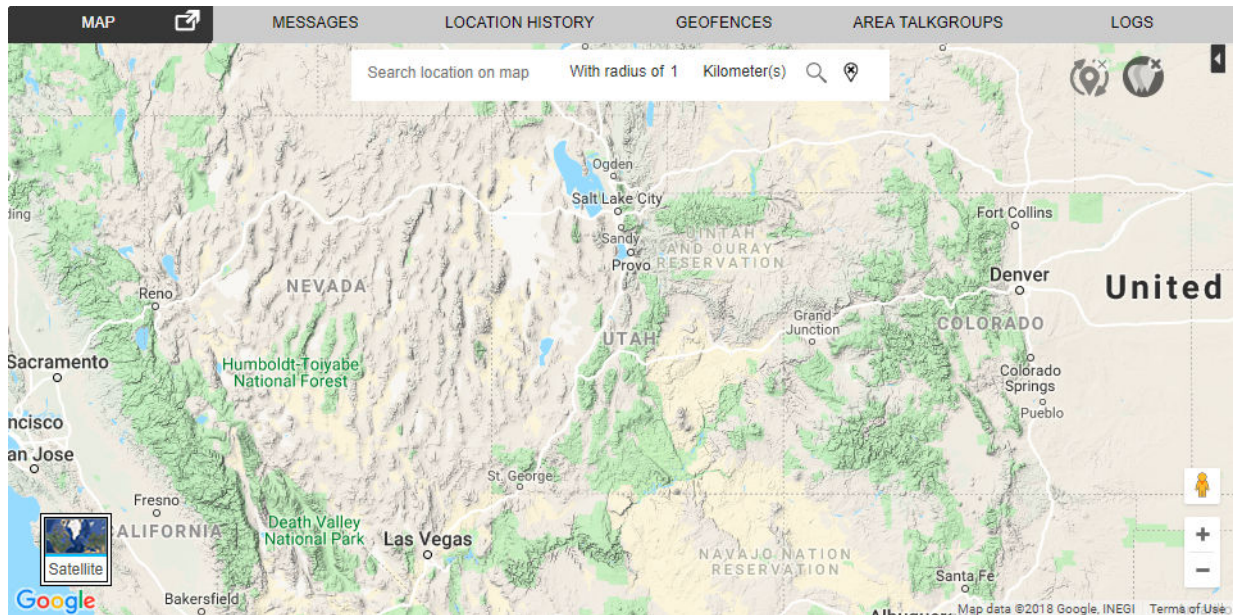 MAP
MESSAGES
LOCATION HISTORY
GEOFENCES
AREA TALKGROUPS
LOGS
Search location on map
With radius of 1 Kilometer(s)
Ogden
Salt Lake City
Sandy
Provo
UINTAH
AND OURAY
RESERVATION
Fort Collins
Denver
United
NEVADA
Reno
Grand
Junction
COLORADO
UTAH
Sacramento
Humboldt-Toiyabe
National Forest
Colorado
Springs
Pueblo
ncisco
an Jose
St. George
Fresno
CALIFORNIA
Death Valley
National Park
Las Vegas
NAVAJO NATION
RESERVATION
Satellite
Santa Fe
Google
Bakersfield
Map data ©2018 Google, INEGI
Terms of Use